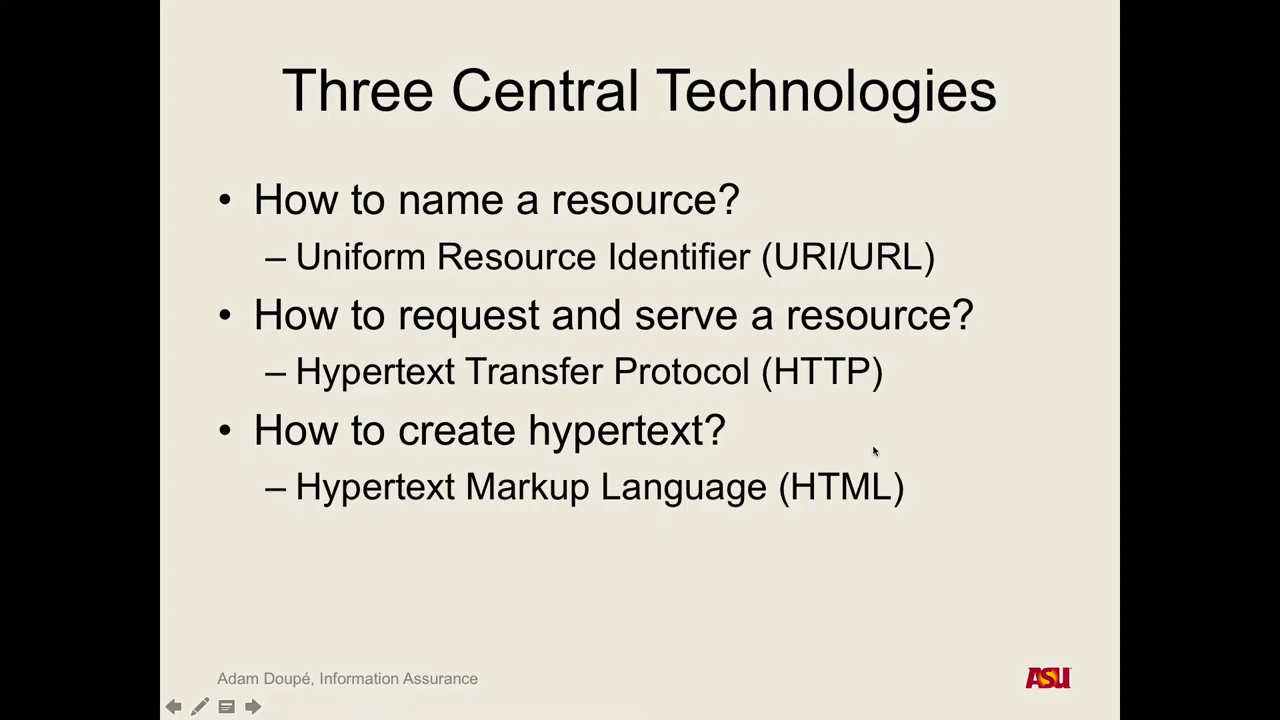 Three Central Technologies
• How to name a resource?
– Uniform Resource Identifier (URI/URL)
• How to request and serve a resource?
– Hypertext Transfer Protocol (HTTP)
• How to create hypertext?
– Hypertext Markup Language (HTML)
Adam Doupé, Information Assurance
ASU